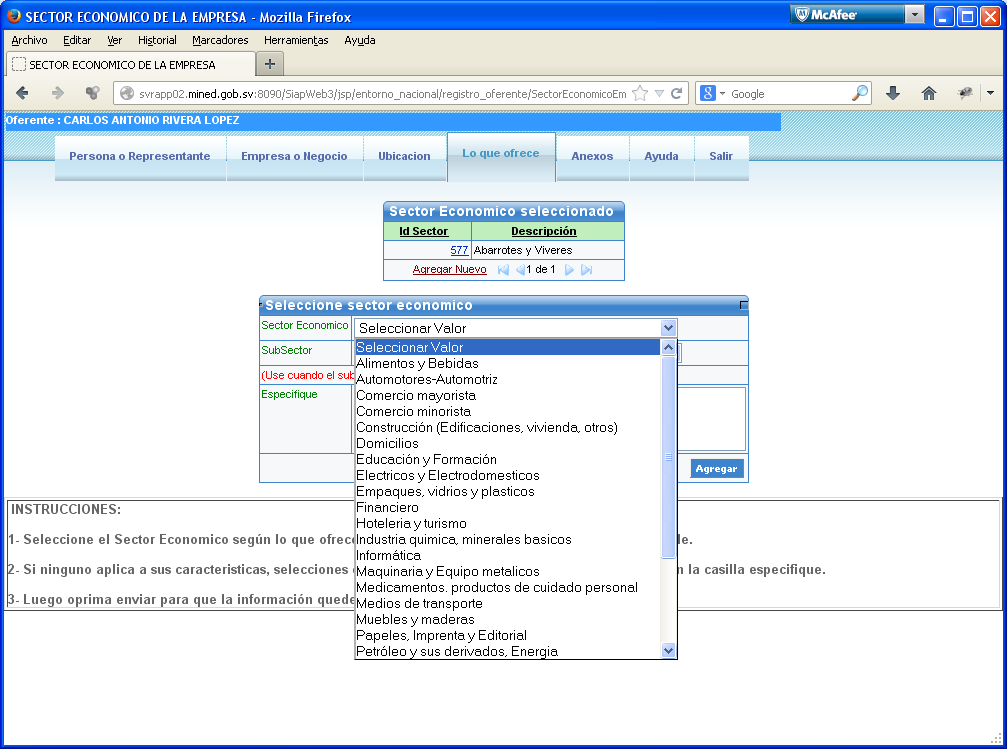 SECTOR ECONOMICO DE LA EMPRESA - Mozilla Firefox
McAfee
Archivo Editar Ver Historial Marcadores Herramientas Ayuda
SECTOR ECONOMICO DE LA EMPRESA
svrapp02.mined.gob.sv:8090/SiapWeb3/jsp/entorno_nacional/registro_oferente/SectorEconomicoEm
Google
Oferente : CARLOS ANTONIO RIVERA LOPEZ
Persona o Representante Empresa o Negocio Ubicacion Lo que ofrece Anexos Ayuda Salir
Sector Economico seleccionado
Id Sector Descripción
577 Abarrotes y Viveres
Agregar Nuevo 1 de 1
Seleccione sector economico
Sector Economico Seleccionar Valor
SubSector
(Use cuando el sub
Especifique
Seleccionar Valor
Alimentos y Bebidas
Automotores-Automotriz
Comercio mayorista
Comercio minorista
Construcción (Edificaciones, vivienda, otros)
Domicilios
Educación y Formación
Electricos y Electrodomesticos
Empaques, vidrios y plasticos
Financiero
Hoteleria y turismo
Industria quimica, minerales basicos
Informática
Maquinaria y Equipo metalicos
Medicamentos. productos de cuidado personal
Medios de transporte
Muebles y maderas
Papeles, Imprenta y Editorial
Petróleo y sus derivados, Energia
Agregar
INSTRUCCIONES:
1- Seleccione el Sector Economico según lo que ofrec e.
2- Si ninguno aplica a sus caracteristicas, selecciones n la casilla especifique.
3- Luego oprima enviar para que la información quede